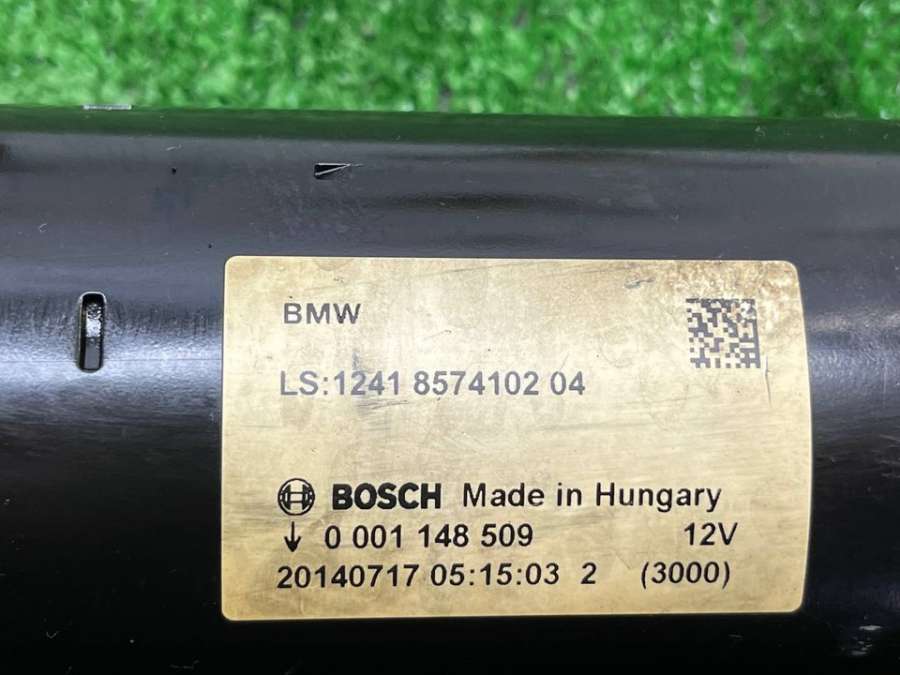 BMW
LS:1241 8574102 04
BOSCH Made in Hungary
↓ 0 001 148 509 12V
20140717 05:15:03 2 (3000)